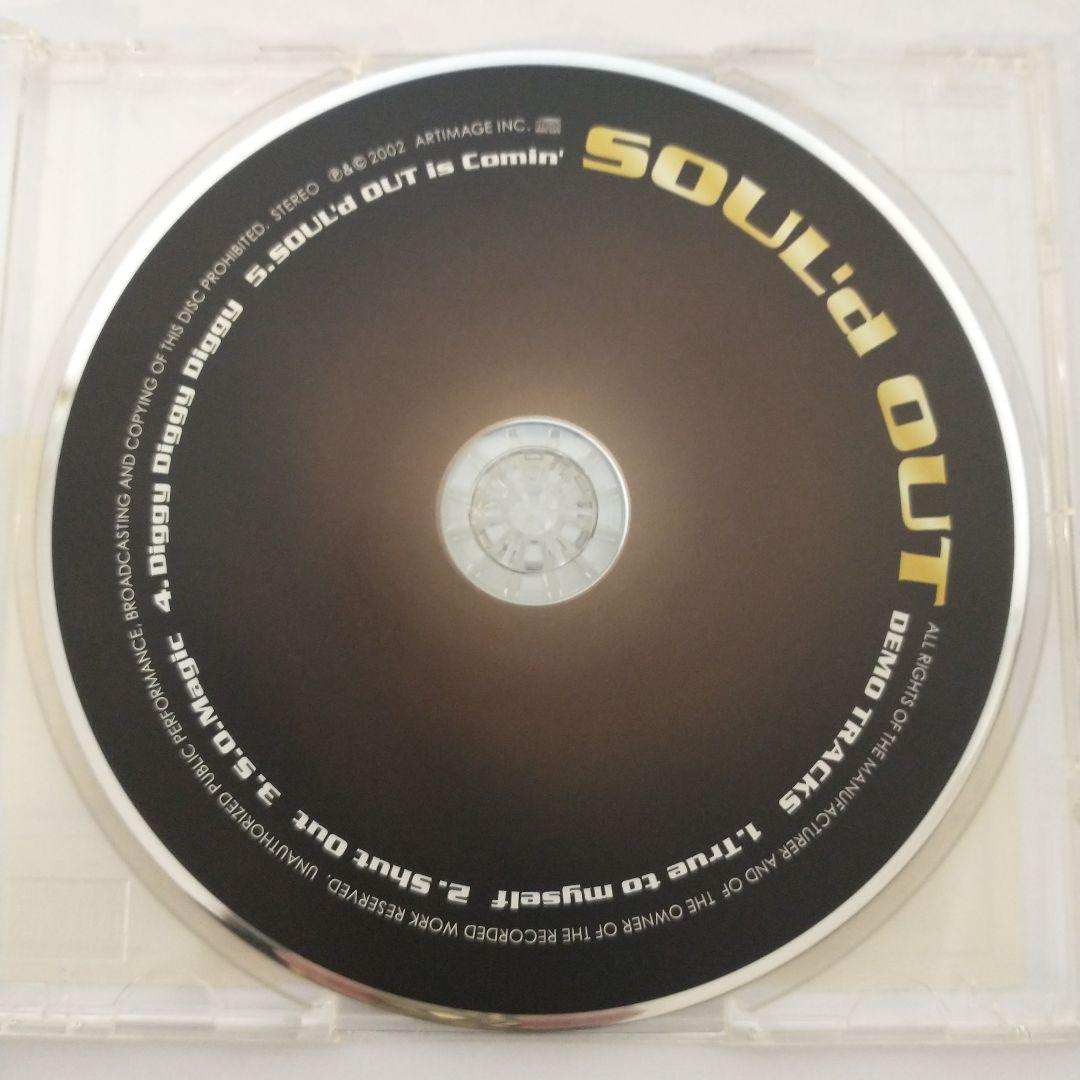 SOUL'd OUT
DEMO TRACKS 1.True to myself 2.Shut Out 3.S.O.Magic 4.Diggy Diggy Diggy 5.SOUL'd OUT is Comin'
ALL RIGHTS OF THE MANUFACTURER AND OF THE OWNER OF THE RECORDED WORK RESERVED. UNAUTHORIZED PUBLIC PERFORMANCE, BROADCASTING AND COPYING OF THIS DISC PROHIBITED. STEREO ℗&©2002 ARTIMAGE INC.